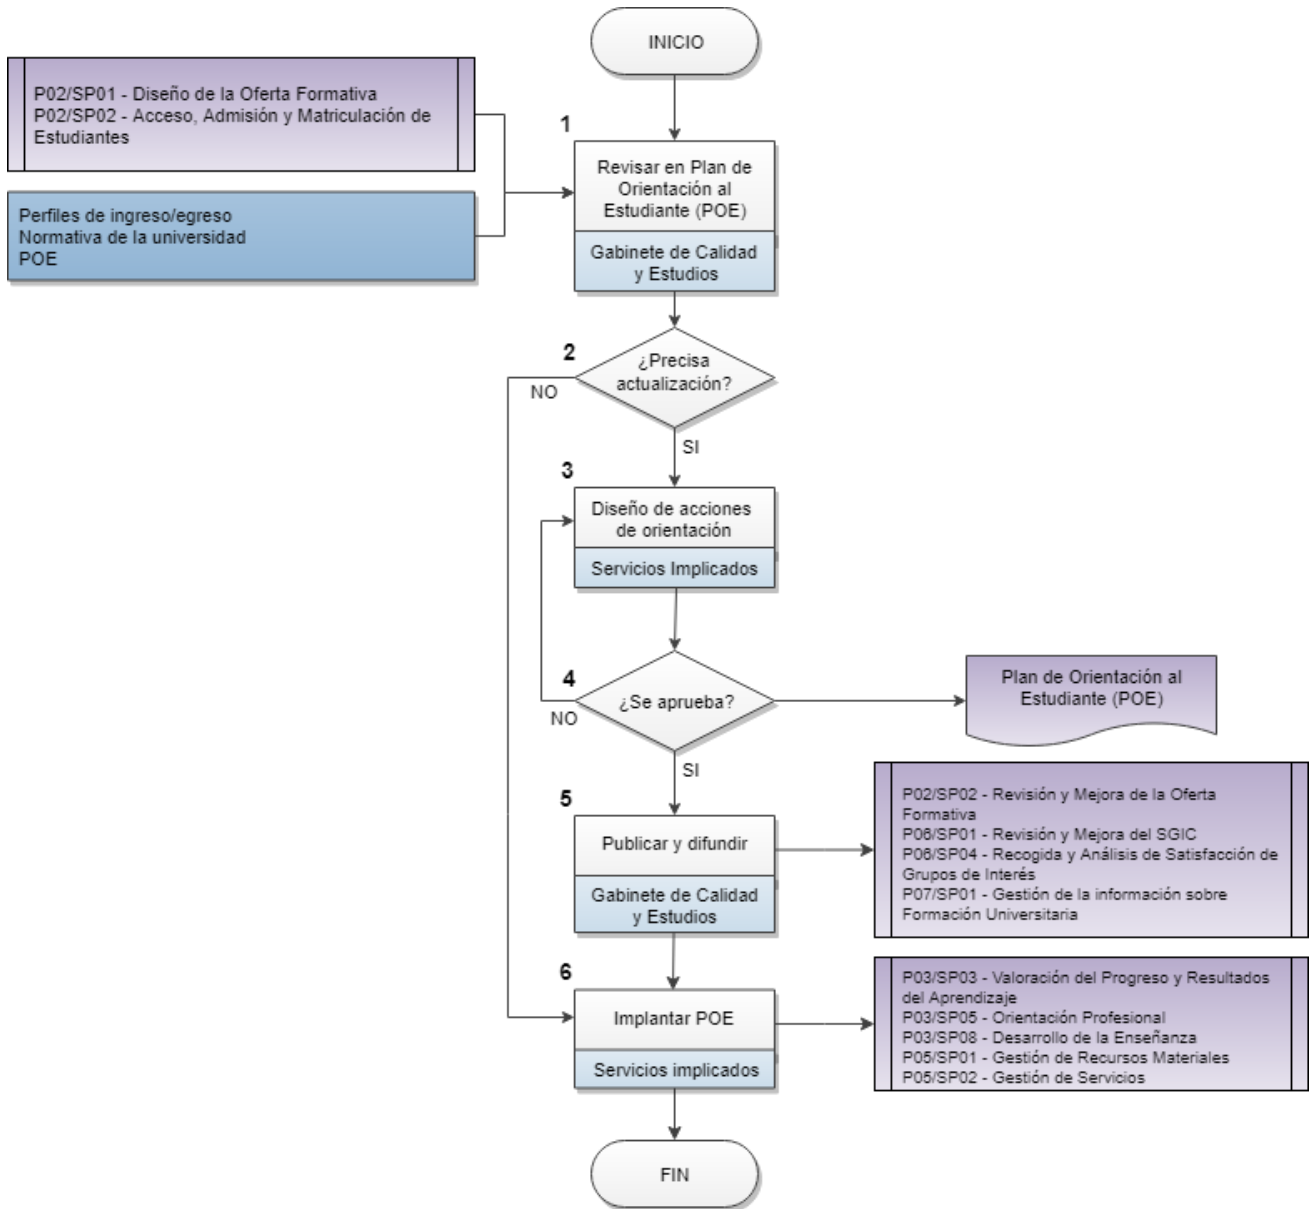 INICIO
P02/SP01 - Diseño de la Oferta Formativa
P02/SP02 - Acceso, Admisión y Matriculación de
Estudiantes
Perfiles de ingreso/egreso
Normativa de la universidad
POE
1
Revisar en Plan de
Orientación al
Estudiante (POE)
Gabinete de Calidad
y Estudios
2
¿Precisa
actualización?
NO
SI
3
Diseño de acciones
de orientación
Servicios Implicados
4
¿Se aprueba?
NO
SI
Plan de Orientación al
Estudiante (POE)
5
Publicar y difundir
Gabinete de Calidad
y Estudios
P02/SP02 - Revisión y Mejora de la Oferta
Formativa
P06/SP01 - Revisión y Mejora del SGIC
P06/SP04 - Recogida y Análisis de Satisfacción de
Grupos de Interés
P07/SP01 - Gestión de la información sobre
Formación Universitaria
6
Implantar POE
Servicios implicados
P03/SP03 - Valoración del Progreso y Resultados
del Aprendizaje
P03/SP05 - Orientación Profesional
P03/SP08 - Desarrollo de la Enseñanza
P05/SP01 - Gestión de Recursos Materiales
P05/SP02 - Gestión de Servicios
FIN